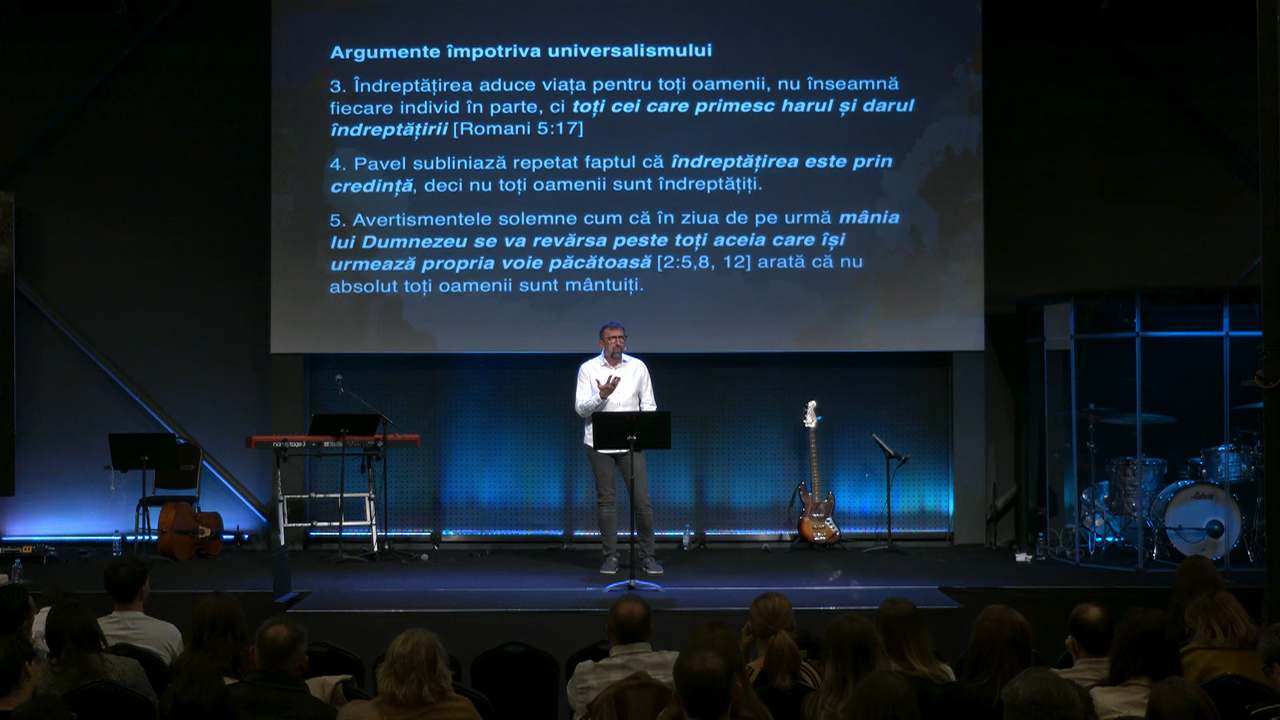 Argumente împotriva universalismului
3. Îndreptățirea aduce viața pentru toți oamenii, nu înseamnă
fiecare individ în parte, ci toți cei care primesc harul și darul
îndreptățirii [Romani 5:17]
4. Pavel subliniază repetat faptul că îndreptățirea este prin
credință, deci nu toți oamenii sunt îndreptățiți.
5. Avertismentele solemne cum că în ziua de pe urmă mânia
lui Dumnezeu se va revărsa peste toți aceia care își
urmează propria voie păcătoasă [2:5,8, 12] arată că nu
absolut toți oamenii sunt mântuiți.
nord stage 3
Ludwig